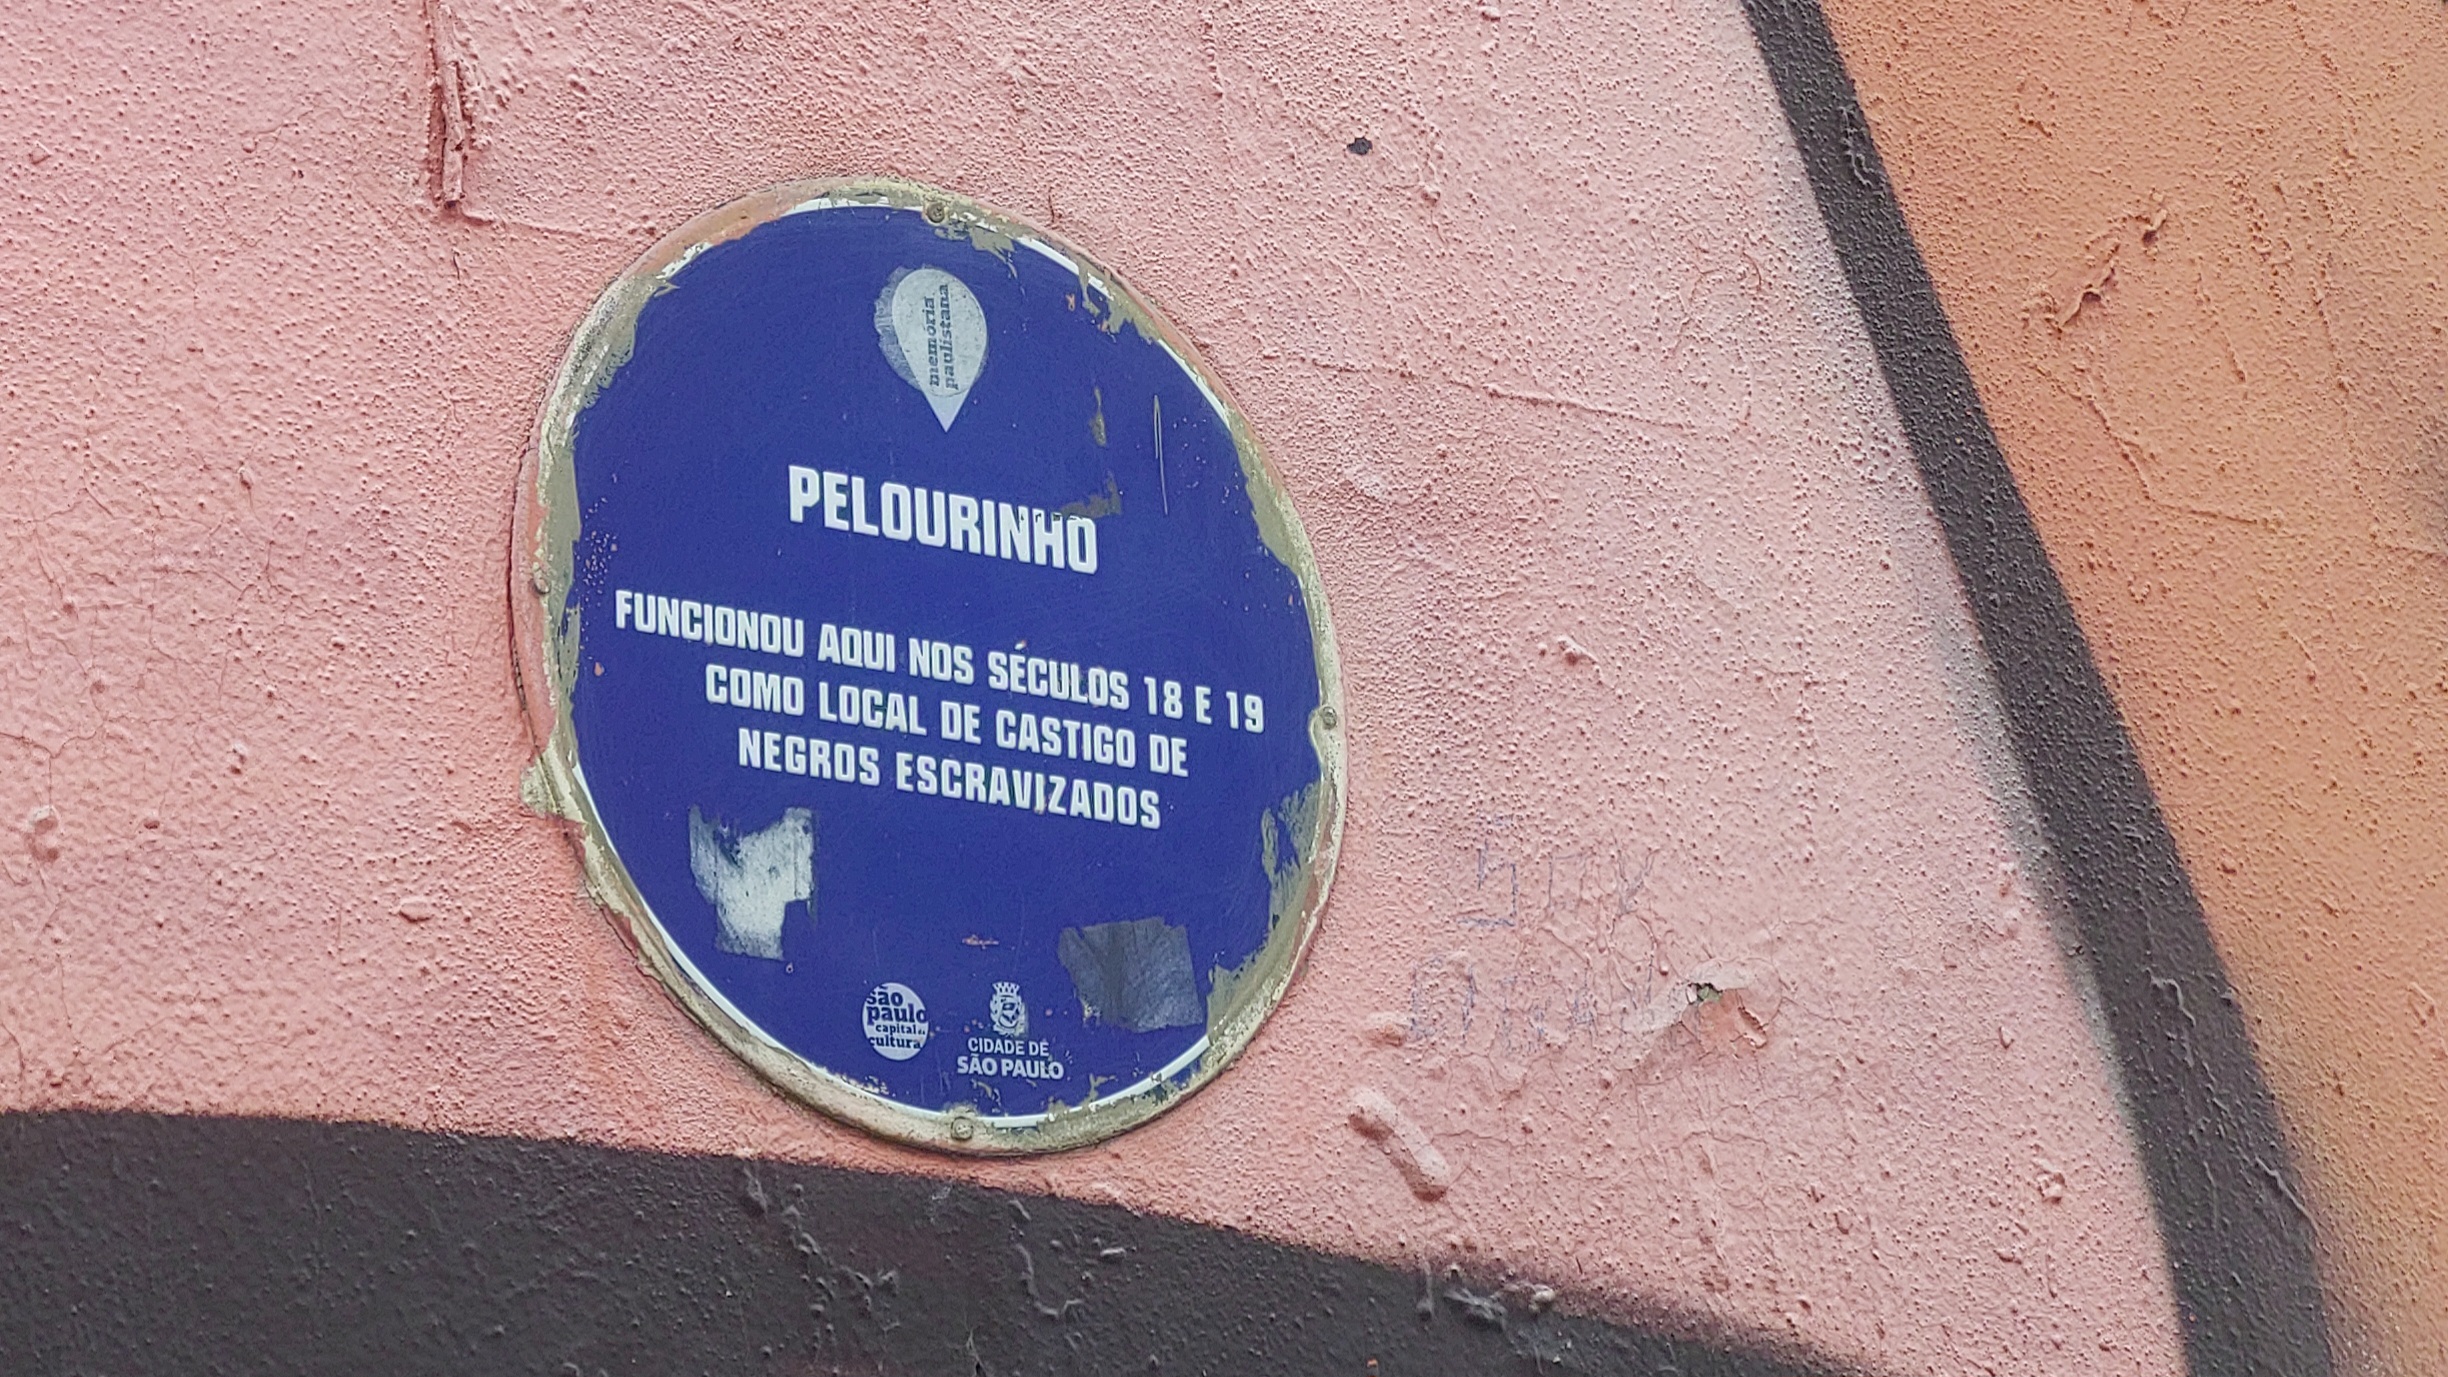 memória
paulistana
PELOURINHO
FUNCIONOU AQUI NOS SÉCULOS 18 E 19
COMO LOCAL DE CASTIGO DE
NEGROS ESCRAVIZADOS
são
paulo
capital da
cultura
CIDADE DE
SÃO PAULO